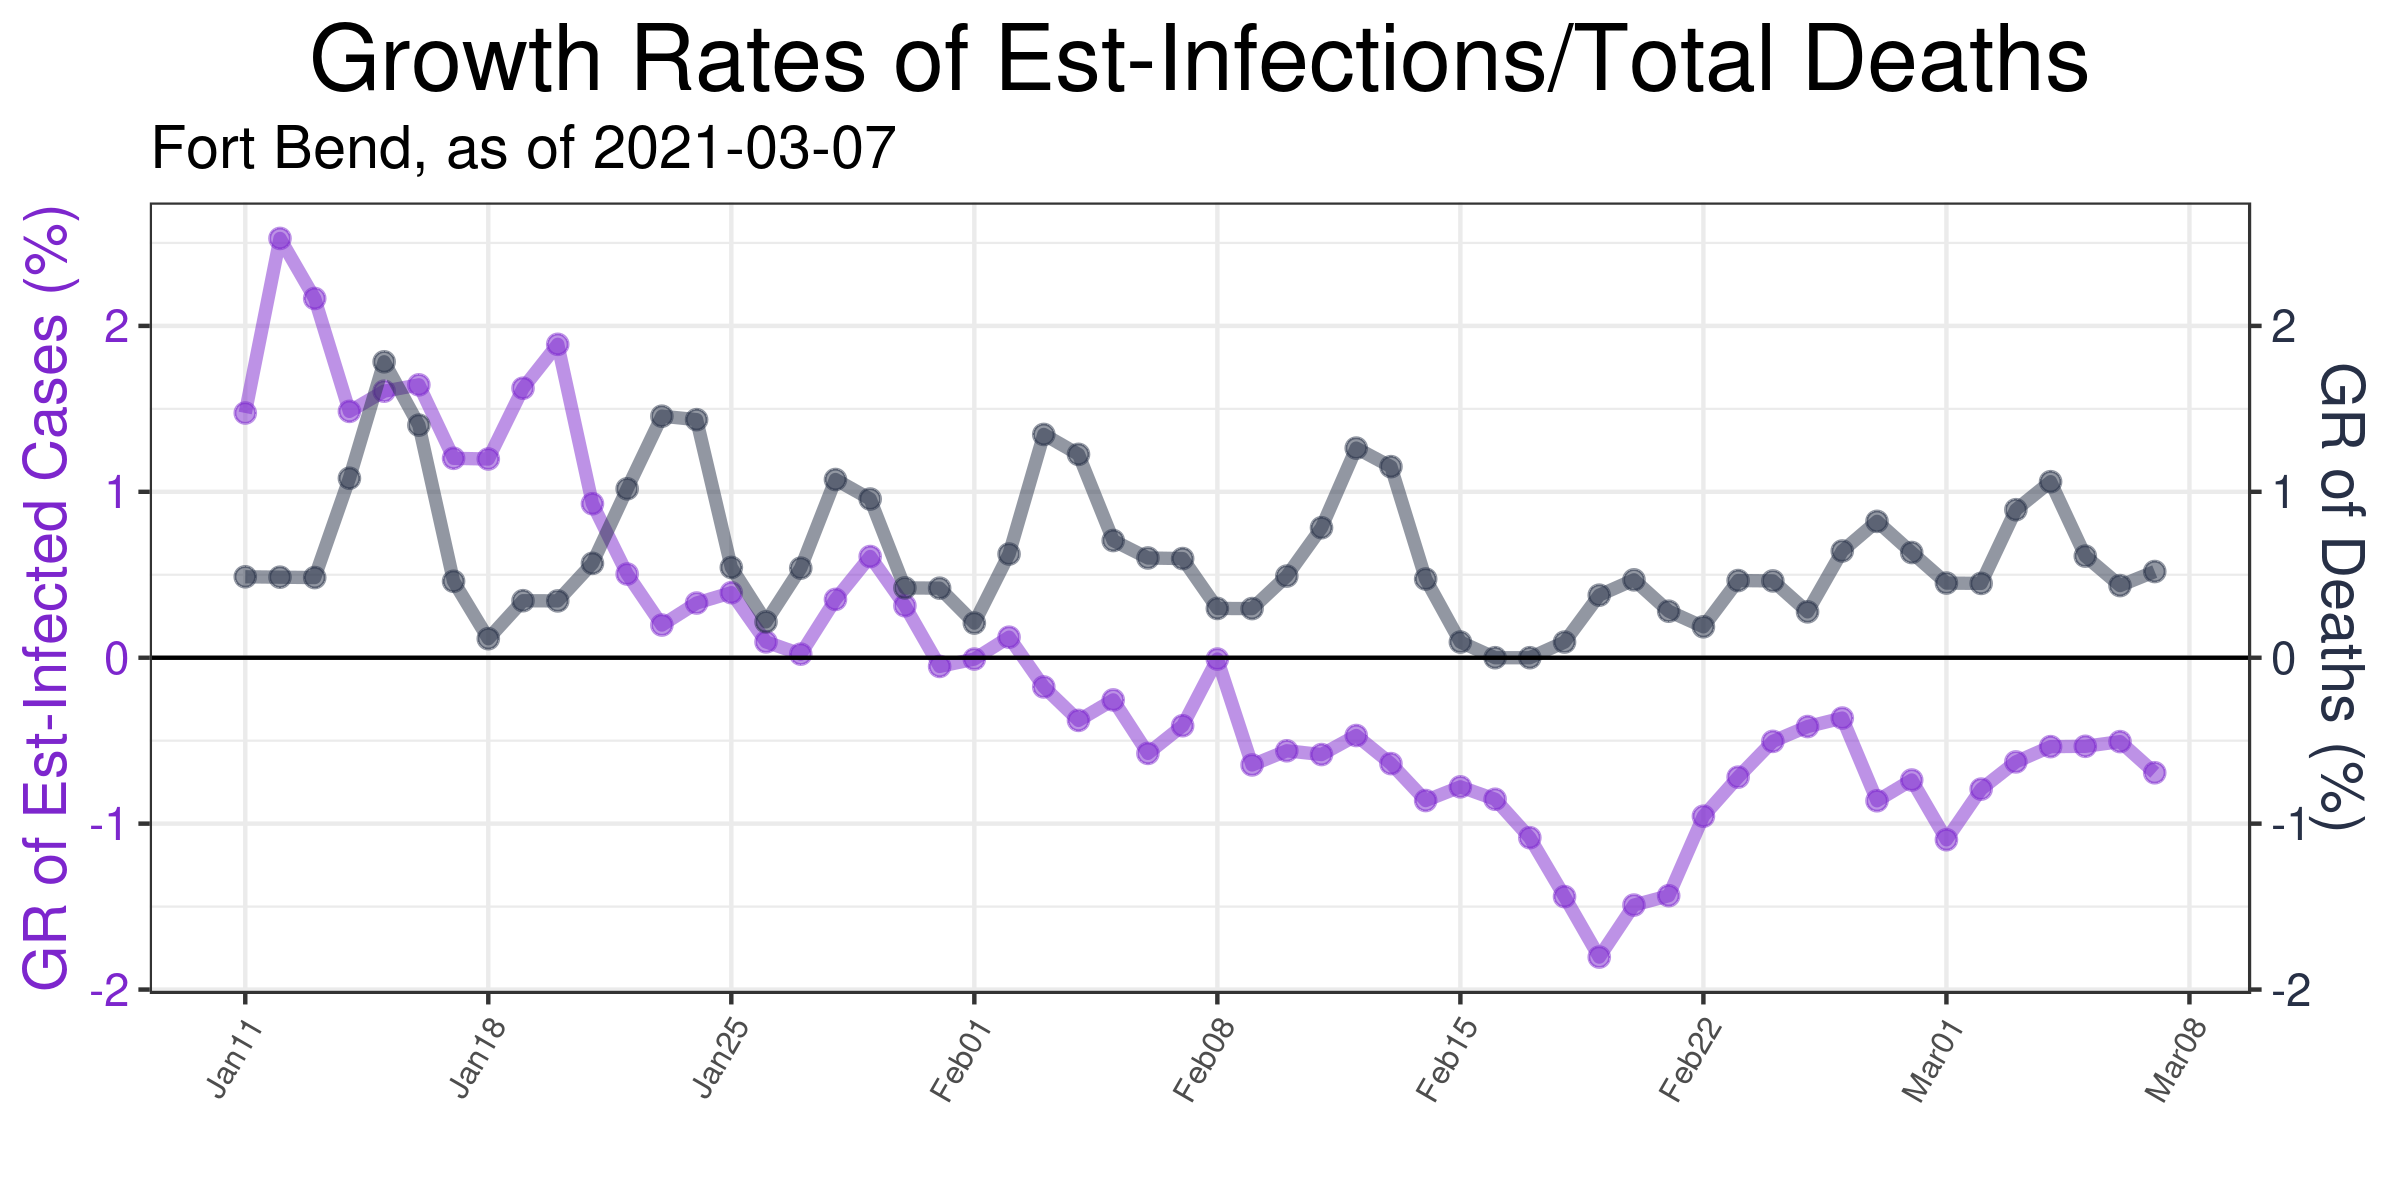 Growth Rates of Est-Infections/Total Deaths
Fort Bend, as of 2021-03-07
GR of Est-Infected Cases (%)
2
1
0
-1
-2
2
1
0
-1
-2
GR of Deaths (%)
Jan11
Jan18
Jan25
Feb01
Feb08
Feb15
Feb22
Mar01
Mar08